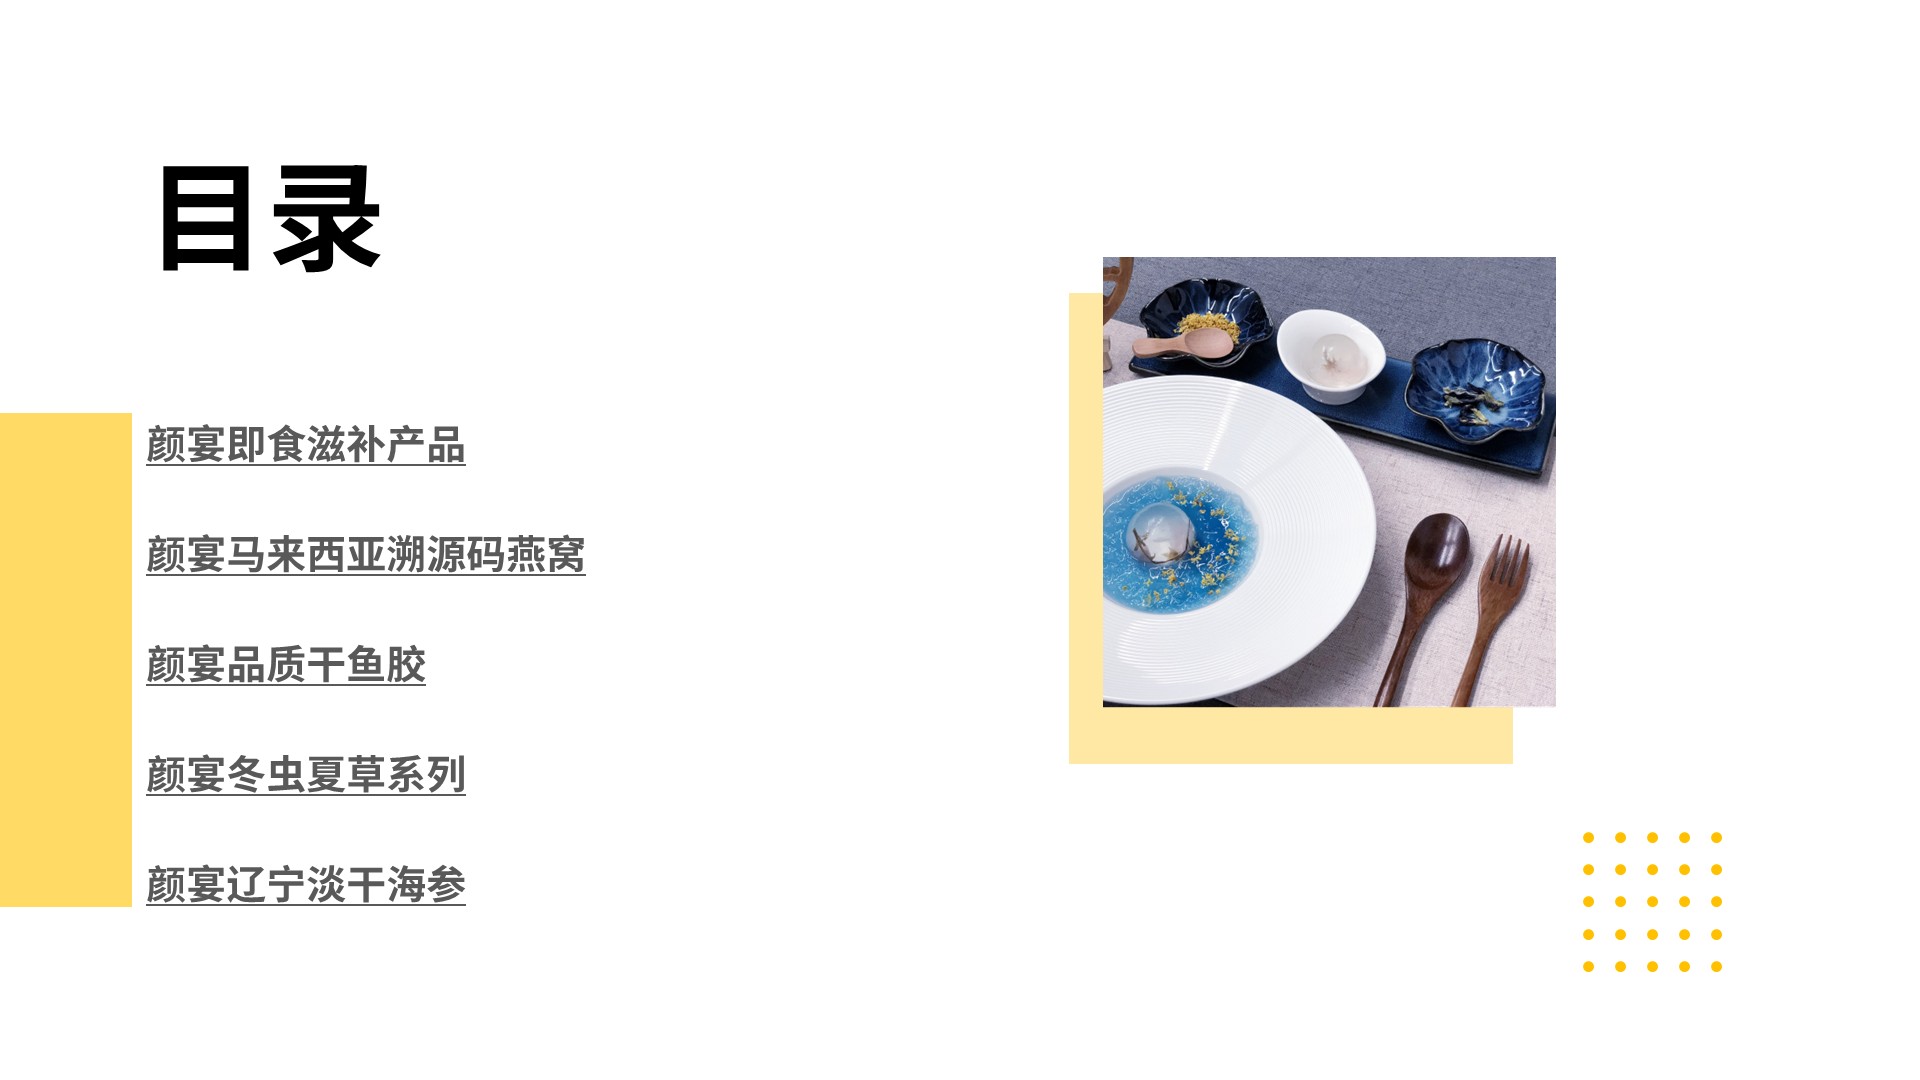 目录
颜宴即食滋补产品
颜宴马来西亚溯源码燕窝
颜宴品质干鱼胶
颜宴冬虫夏草系列
颜宴辽宁淡干海参